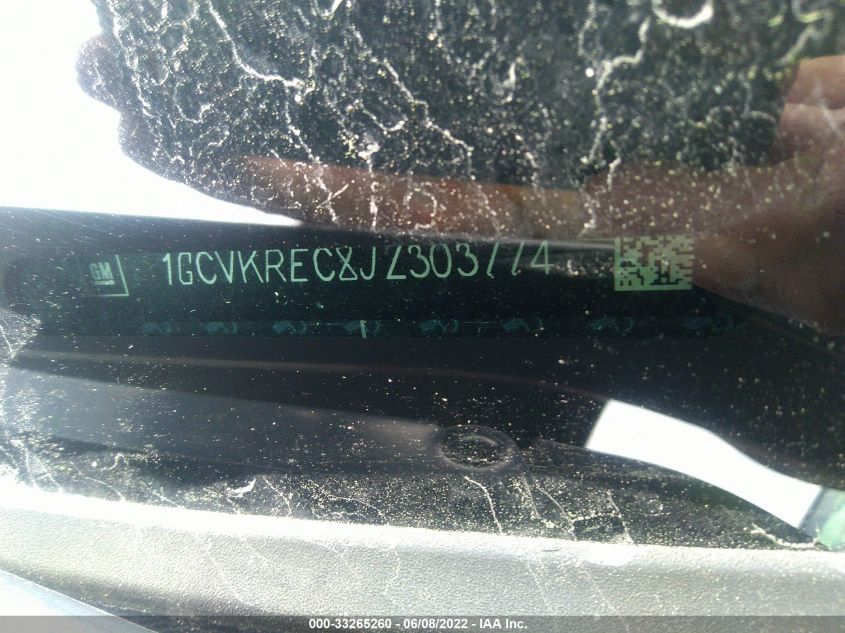 GM 1GCVKREC8JZ303774
000-33265260 - 06/08/2022 - IAA Inc.